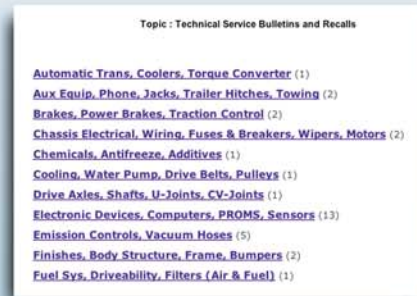 Topic : Technical Service Bulletins and Recalls
Automatic Trans, Coolers, Torque Converter (1)
Aux Equip, Phone, Jacks, Trailer Hitches, Towing (2)
Brakes, Power Brakes, Traction Control (2)
Chassis Electrical, Wiring, Fuses & Breakers, Wipers, Motors (2)
Chemicals, Antifreeze, Additives (1)
Cooling, Water Pump, Drive Belts, Pulleys (1)
Drive Axles, Shafts, U-Joints, CV-Joints (1)
Electronic Devices, Computers, PROMS, Sensors (13)
Emission Controls, Vacuum Hoses (5)
Finishes, Body Structure, Frame, Bumpers (2)
Fuel Sys, Driveability, Filters (Air & Fuel) (1)